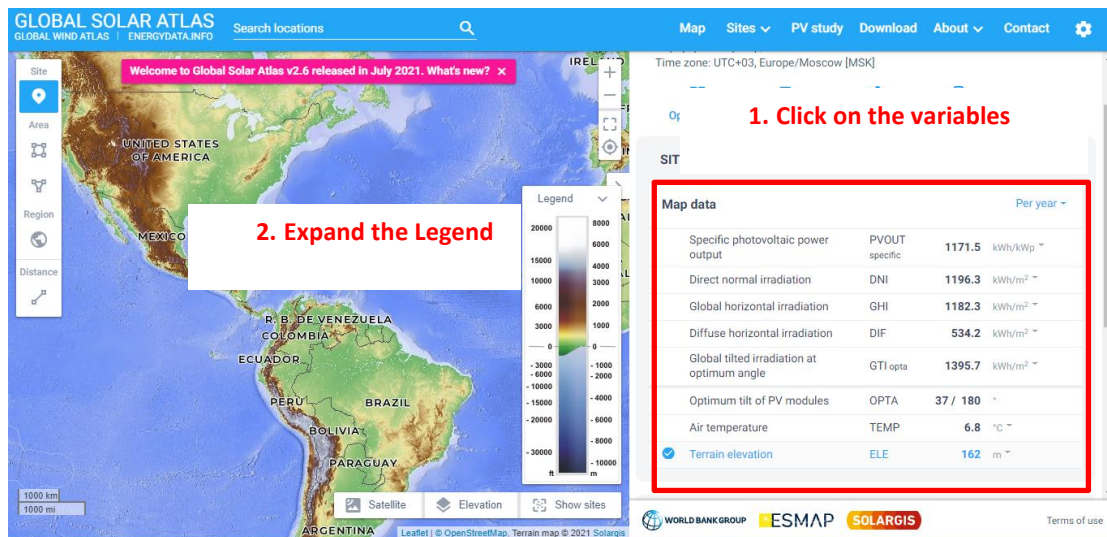 GLOBAL SOLAR ATLAS
GLOBAL WIND ATLAS | ENERGYDATA.INFO
Search locations
Map Sites PV study Download About Contact
Site
Area
Region
Distance
Welcome to Global Solar Atlas v2.6 released in July 2021. What's new? ×
UNITED STATES
OF AMERICA
MEXICO
R. B. DE VENEZUELA
COLOMBIA
ECUADOR
PERU
BRAZIL
BOLIVIA
PARAGUAY
ARGENTINA
2. Expand the Legend
Legend
20000
15000
10000
6000
3000
0
- 3000
- 6000
- 10000
- 15000
- 20000
- 30000
ft
8000
6000
4000
3000
2000
1000
0
- 1000
- 2000
- 4000
- 6000
- 8000
- 10000
m
1000 km
1000 mi
Satellite
Elevation
Show sites
Leaflet | © OpenStreetMap, Terrain map © 2021 Solargis
Time zone: UTC+03, Europe/Moscow [MSK]
1. Click on the variables
SIT
Map data Per year
Specific photovoltaic power output PVOUT specific 1171.5 kWh/kWp
Direct normal irradiation DNI 1196.3 kWh/m²
Global horizontal irradiation GHI 1182.3 kWh/m²
Diffuse horizontal irradiation DIF 534.2 kWh/m²
Global tilted irradiation at optimum angle GTI opta 1395.7 kWh/m²
Optimum tilt of PV modules OPTA 37 / 180 °
Air temperature TEMP 6.8 °C
Terrain elevation ELE 162 m
WORLD BANK GROUP ESMAP SOLARGIS
Terms of use